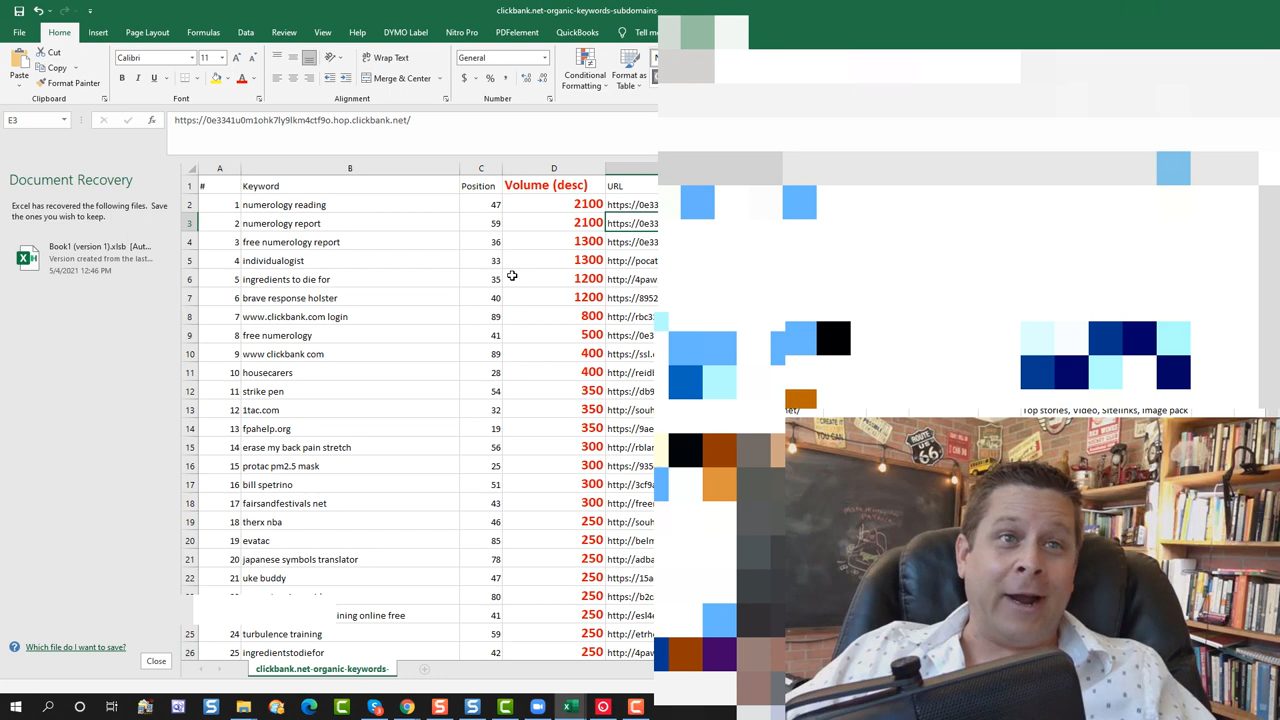 clickbank.net-organic-keywords-subdomains-
File Home Insert Page Layout Formulas Data Review View Help DYMO Label Nitro Pro PDFelement QuickBooks Tell m
Paste Cut Copy Format Painter Calibri 11 Wrap Text Merge & Center General Conditional Formatting Format as Table
Clipboard Font Alignment Number
E3 https://0e3341u0m1ohk7ly9lkm4ctf9o.hop.clickbank.net/
Document Recovery
Excel has recovered the following files. Save
the ones you wish to keep.
Book1 (version 1).xlsb [Aut...
Version created from the last...
5/4/2021 12:46 PM
Which file do I want to save?
Close
A B C D
1 # Keyword Position Volume (desc) URL
2 1 numerology reading 47 2100 https://0e33
3 2 numerology report 59 2100 https://0e33
4 3 free numerology report 36 1300 https://0e33
5 4 individualogist 33 1300 http://pocat
6 5 ingredients to die for 35 1200 http://4paw
7 6 brave response holster 40 1200 https://8952
8 7 www.clickbank.com login 89 800 http://rbc3
9 8 free numerology 61 500 https://0e3
10 9 www clickbank com 89 400 https://ssl.
11 10 housecarers 28 400 http://reidb
12 11 strike pen 54 350 https://db9
13 12 1tac.com 32 350 http://souh
14 13 fpahelp.org 19 350 https://9ae
15 14 erase my back pain stretch 56 300 http://rblar
16 15 protac pm2.5 mask 25 300 https://935
17 16 bill spetrino 51 300 http://3cf9a
18 17 fairsandfestivals net 43 300 http://free
19 18 therx nba 46 250 http://souh
20 19 evatac 85 250 http://belm
21 20 japanese symbols translator 78 250 http://adba
22 21 uke buddy 47 250 https://15a
80 250 https://b2c
ining online free 41 250 http://esl4
25 24 turbulence training 59 250 http://etrh
26 25 ingredientstodiefor 42 250 http://4paw
clickbank.net-organic-keywords-
net/
Top stories, Video, Sitelinks, Image pack
YOU CAN
ROUTE
US
66